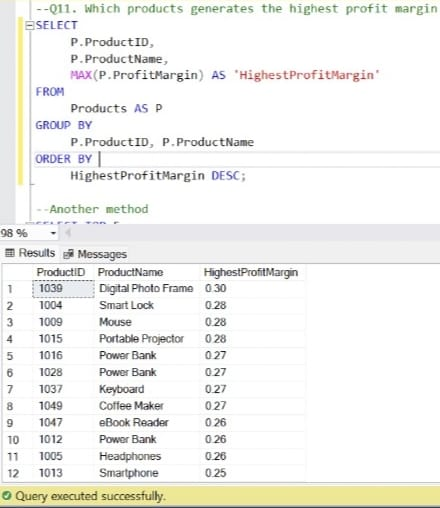 --Q11. Which products generates the highest profit margin
SELECT
P.ProductID,
P.ProductName,
MAX(P.ProfitMargin) AS 'HighestProfitMargin'
FROM
Products AS P
GROUP BY
P.ProductID, P.ProductName
ORDER BY
HighestProfitMargin DESC;
--Another method
98 %
Results Messages
ProductID ProductName HighestProfitMargin
1 1039 Digital Photo Frame 0.30
2 1004 Smart Lock 0.28
3 1009 Mouse 0.28
4 1015 Portable Projector 0.28
5 1016 Power Bank 0.27
6 1028 Power Bank 0.27
7 1037 Keyboard 0.27
8 1049 Coffee Maker 0.27
9 1047 eBook Reader 0.26
10 1012 Power Bank 0.26
11 1005 Headphones 0.26
12 1013 Smartphone 0.25
Query executed successfully.